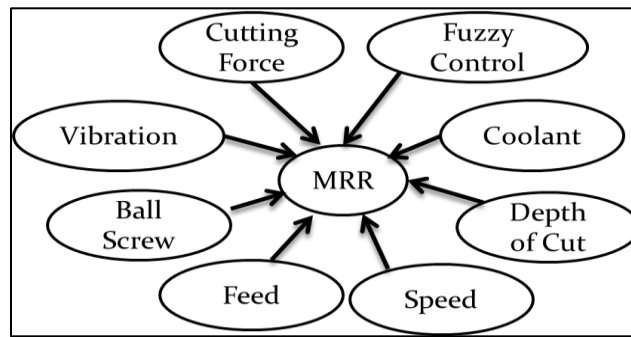 Cutting
Force
Fuzzy
Control
Vibration
Coolant
MRR
Ball
Screw
Depth
of Cut
Feed
Speed